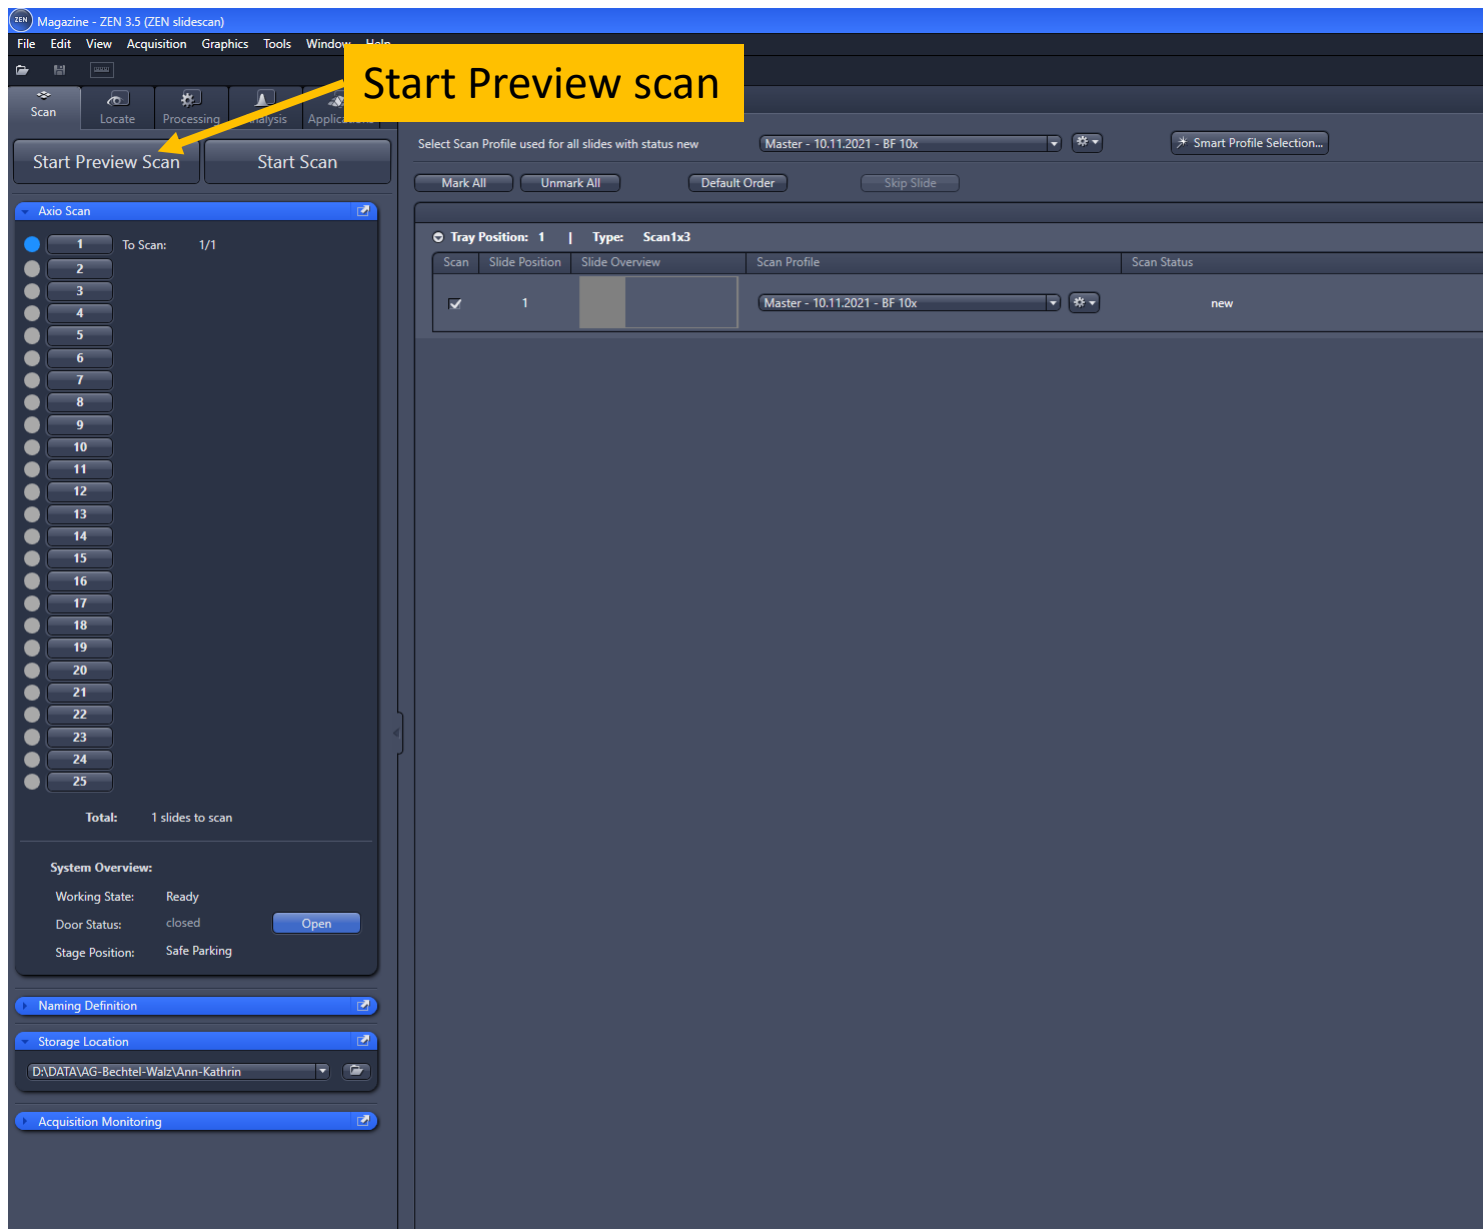 ZEN Magazine - ZEN 3.5 (ZEN slidescan)
File Edit View Acquisition Graphics Tools Window Help
Start Preview scan
Scan Locate Processing Analysis Applications
Start Preview Scan Start Scan
Select Scan Profile used for all slides with status new Master - 10.11.2021 - BF 10x Smart Profile Selection...
Mark All Unmark All Default Order Skip Slide
Axio Scan
Tray Position: 1 | Type: Scan1x3
Scan Slide Position Slide Overview Scan Profile Scan Status
1 Master - 10.11.2021 - BF 10x new
1 To Scan: 1/1
2
3
4
5
6
7
8
9
10
11
12
13
14
15
16
17
18
19
20
21
22
23
24
25
Total: 1 slides to scan
System Overview:
Working State: Ready
Door Status: closed Open
Stage Position: Safe Parking
Naming Definition
Storage Location
D:\DATA\AG-Bechtel-Walz\Ann-Kathrin
Acquisition Monitoring